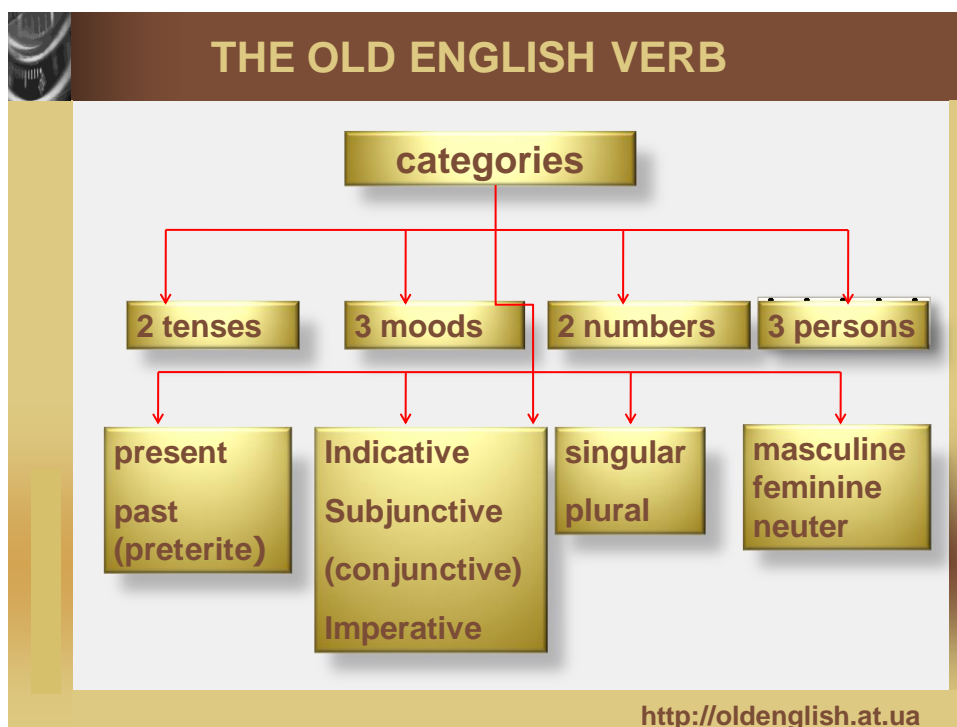 THE OLD ENGLISH VERB
categories
2 tenses
3 moods
2 numbers
3 persons
present
past
(preterite)
Indicative
Subjunctive
(conjunctive)
Imperative
singular
plural
masculine
feminine
neuter
http://oldenglish.at.ua